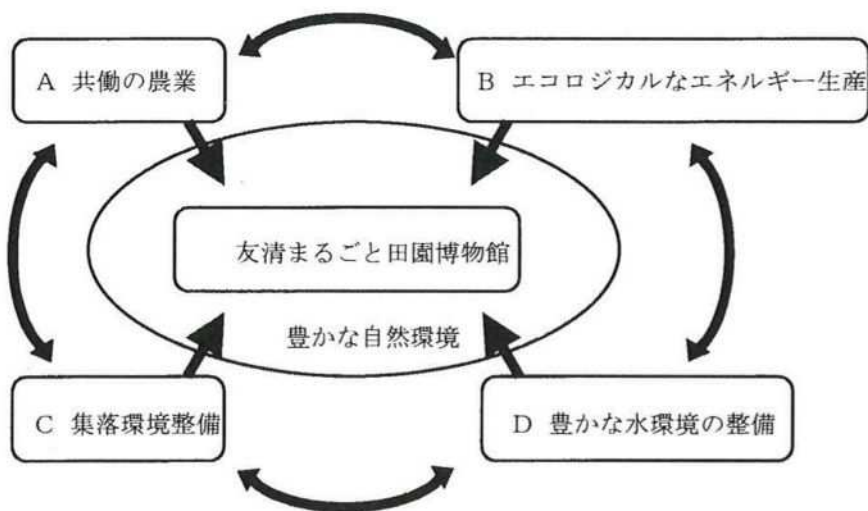 A 共働の農業
B エコロジカルなエネルギー生産
友清まるごと田園博物館
豊かな自然環境
C 集落環境整備
D 豊かな水環境の整備